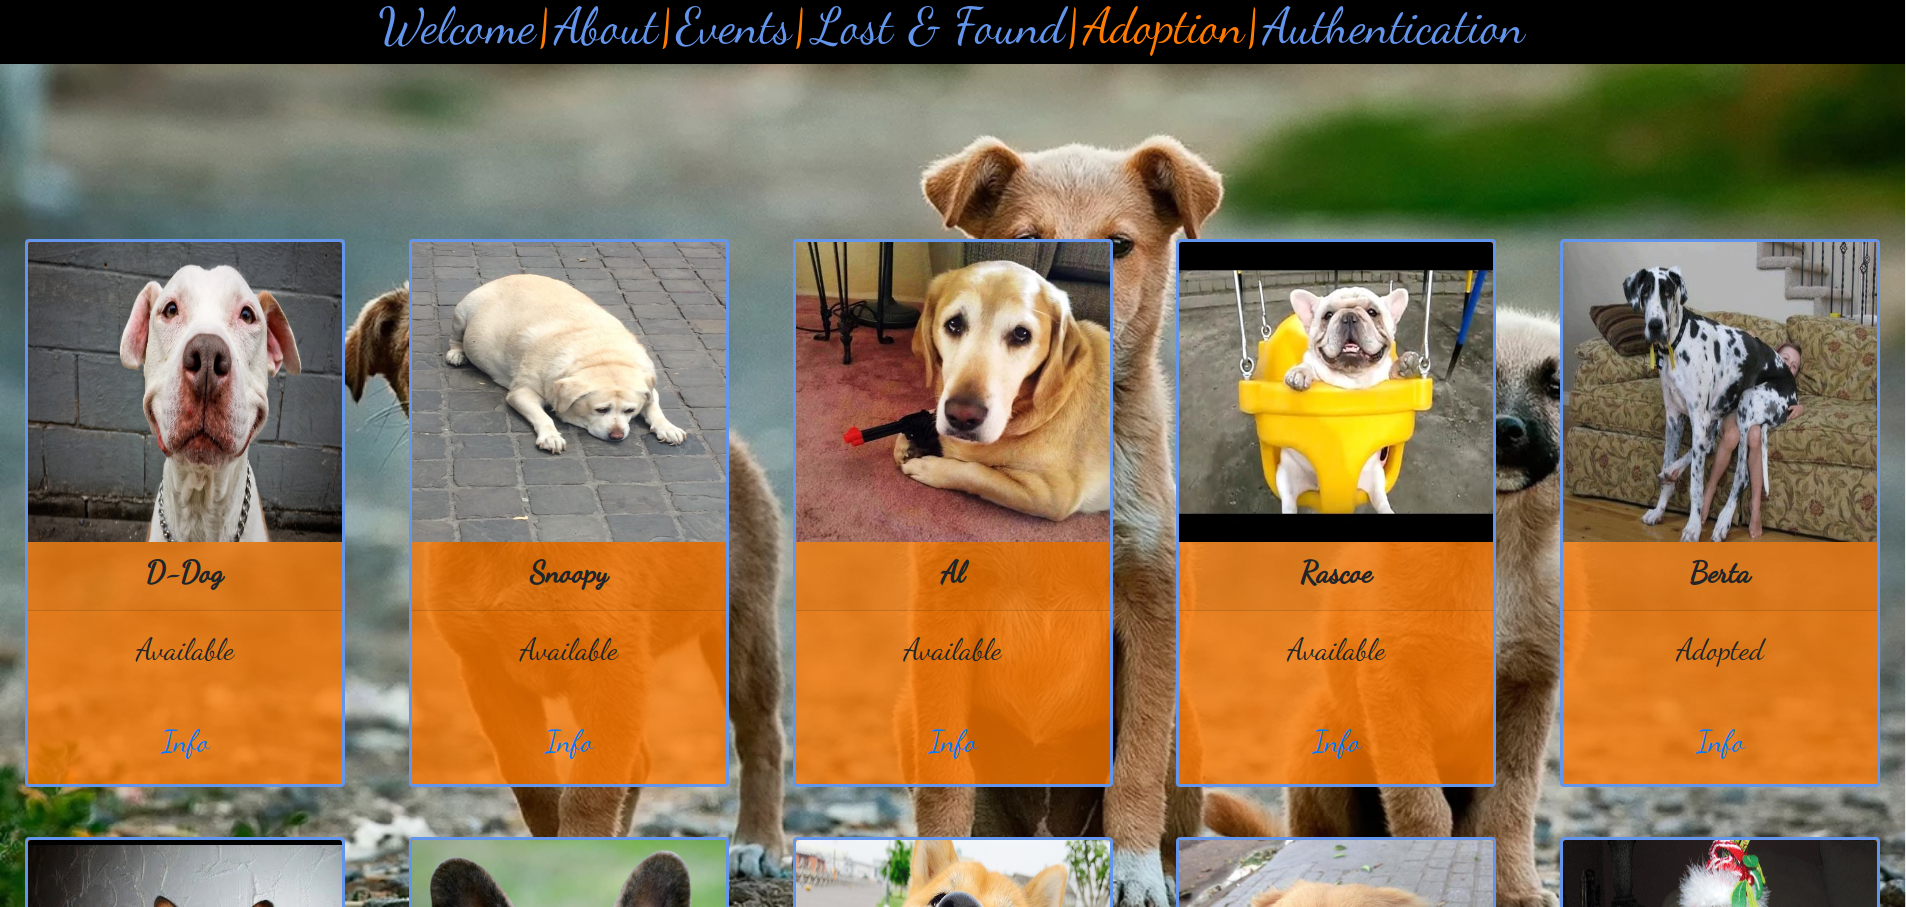 Welcome|About|Events|Lost & Found|Adoption|Authentication
D-Dog
Available
Info
Snoopy
Available
Info
Al
Available
Info
Rascoe
Available
Info
Berta
Adopted
Info